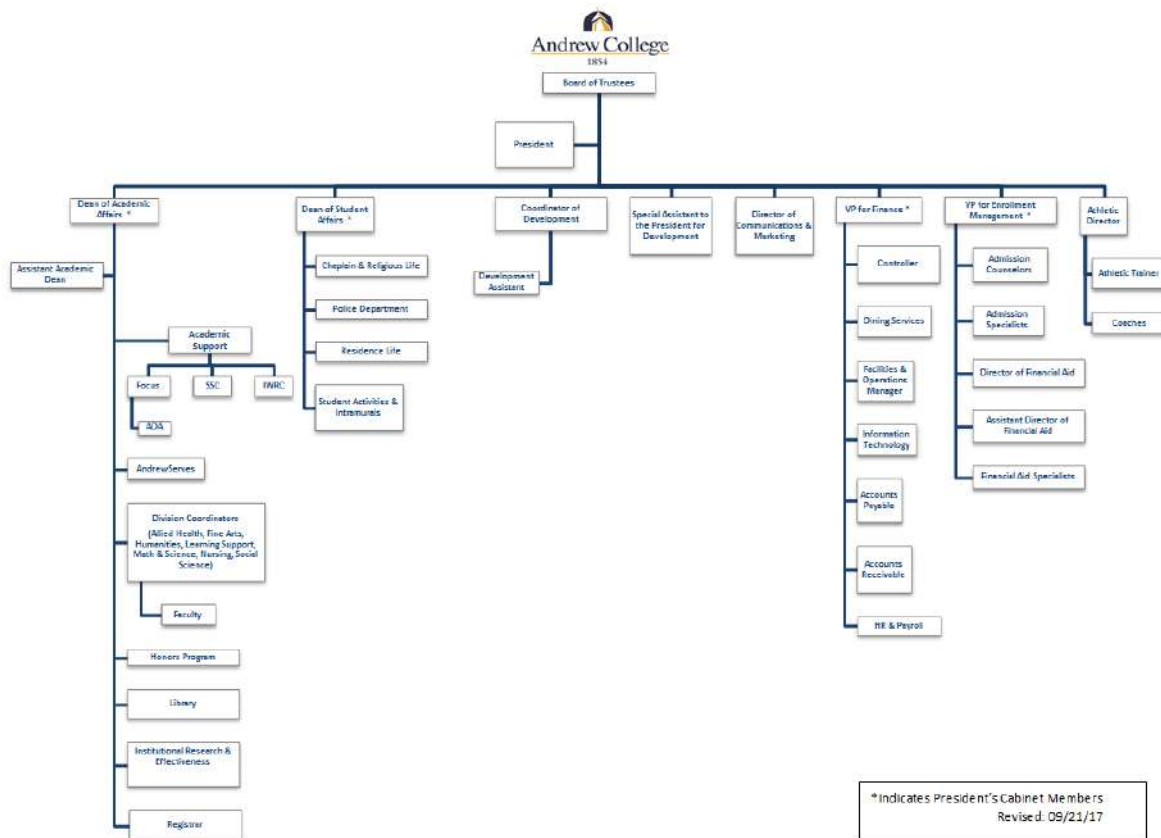 Andrew College
1854
Board of Trustees
President
Dean of Academic
Affairs *
Dean of Student
Affairs *
Coordinator of
Development
Special Assistant to
the President for
Development
Director of
Communications &
Marketing
VP for Finance *
VP for Enrollment
Management *
Athletic
Director
Assistant Academic
Dean
Academic
Support
Focus
SSC
IWRC
ADA
AndrewServes
Division Coordinators
(Allied Health, Fine Arts,
Humanities, Learning Support,
Math & Science, Nursing, Social
Science)
Faculty
Honors Program
Library
Institutional Research &
Effectiveness
Registrar
Chaplain & Religious Life
Police Department
Residence Life
Student Activities &
Intramurals
Development
Assistant
Controller
Dining Services
Facilities &
Operations
Manager
Information
Technology
Accounts
Payable
Accounts
Receivable
HR & Payroll
Admission
Counselors
Admission
Specialists
Director of Financial Aid
Assistant Director of
Financial Aid
Financial Aid Specialists
Athletic Trainer
Coaches
*Indicates President's Cabinet Members
Revised: 09/21/17